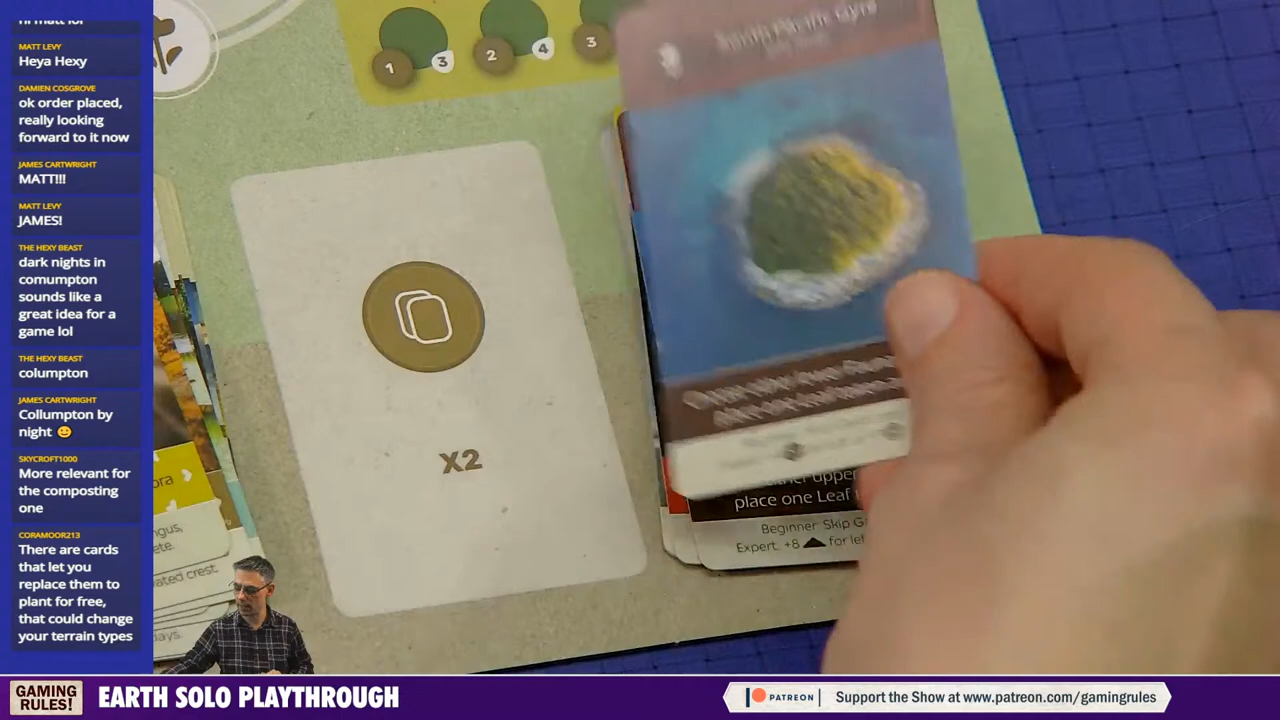 MATT LEVY
Heya Hexy
DAMIEN COSGROVE
ok order placed,
really looking
forward to it now
JAMES CARTWRIGHT
MATT!!!
MATT LEVY
JAMES!
THE HEXY BEAST
dark nights in
comumpton
sounds like a
great idea for a
game lol
THE HEXY BEAST
columpton
JAMES CARTWRIGHT
Collumpton by
night
SKYCROFT1000
More relevant for
the composting
one
CORAMOOR213
There are cards
that let you
replace them to
plant for free,
that could change
your terrain types
1 3 2 4 3
X2
place one Leaf
Beginner: Skip
Expert: +8 for
GAMING
RULES!
EARTH SOLO PLAYTHROUGH
PATREON
Support the Show at www.patreon.com/gamingrules